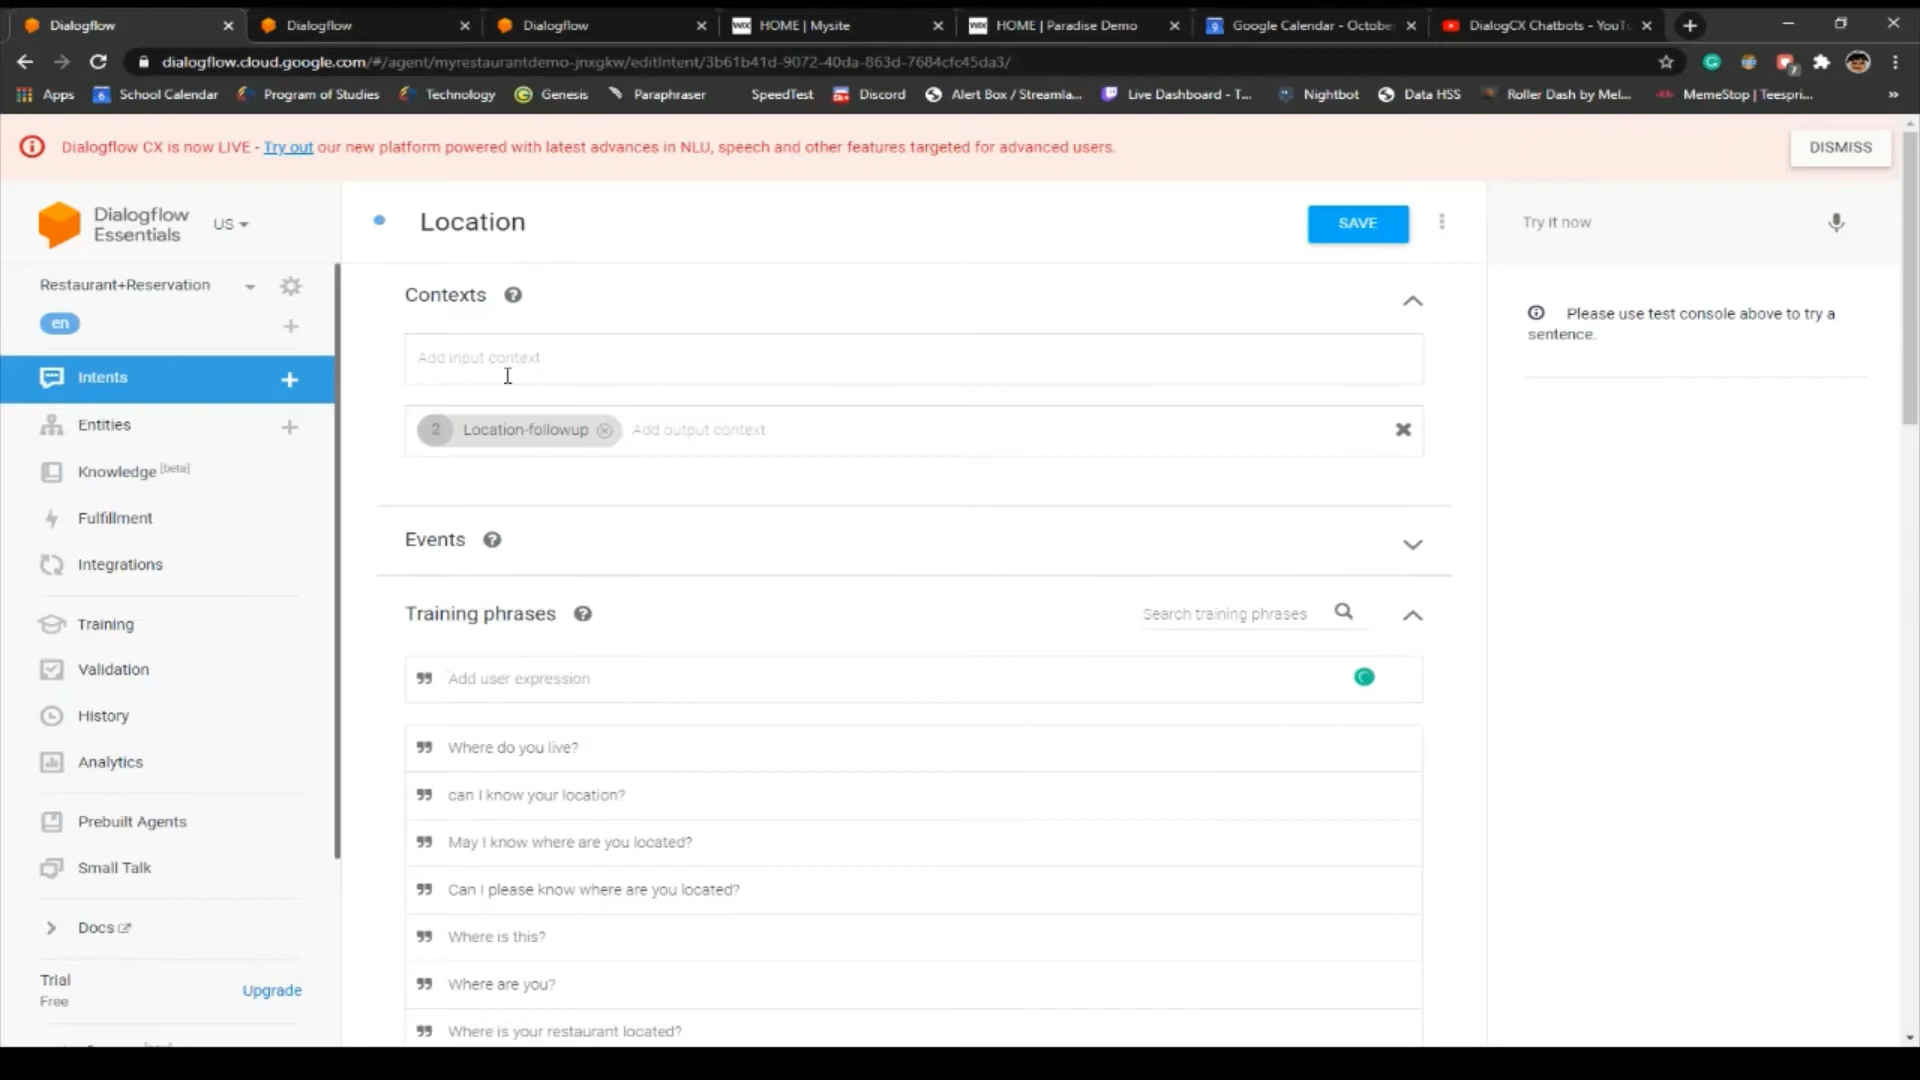 Dialogflow
Dialogflow
Dialogflow
WIX HOME | Mysite
WIX HOME | Paradise Demo
9 Google Calendar - Octobe
DialogCX Chatbots - YouTu
dialogflow.cloud.google.com/#/agent/myrestaurantdemo-jnxgkw/editIntent/3b61b41d-9072-40da-863d-7684cfc45da3/
7
Apps
6 School Calendar
Program of Studies
Technology
Genesis
Paraphraser
SpeedTest
Discord
Alert Box / Streamla...
Live Dashboard - T...
Nightbot
Data HSS
Roller Dash by Mel...
MemeStop | Teespri...
»
Dialogflow CX is now LIVE - Try out our new platform powered with latest advances in NLU, speech and other features targeted for advanced users.
DISMISS
Dialogflow
Essentials
US
Restaurant+Reservation
en
Intents
Entities
Knowledge [beta]
Fulfillment
Integrations
Training
Validation
History
Analytics
Prebuilt Agents
Small Talk
Docs
Trial
Free
Upgrade
Location
SAVE
Contexts
Add input context
2 Location-followup Add output context
Events
Training phrases
Search training phrases
Add user expression
Where do you live?
can I know your location?
May I know where are you located?
Can I please know where are you located?
Where is this?
Where are you?
Where is your restaurant located?
Try it now
Please use test console above to try a
sentence.